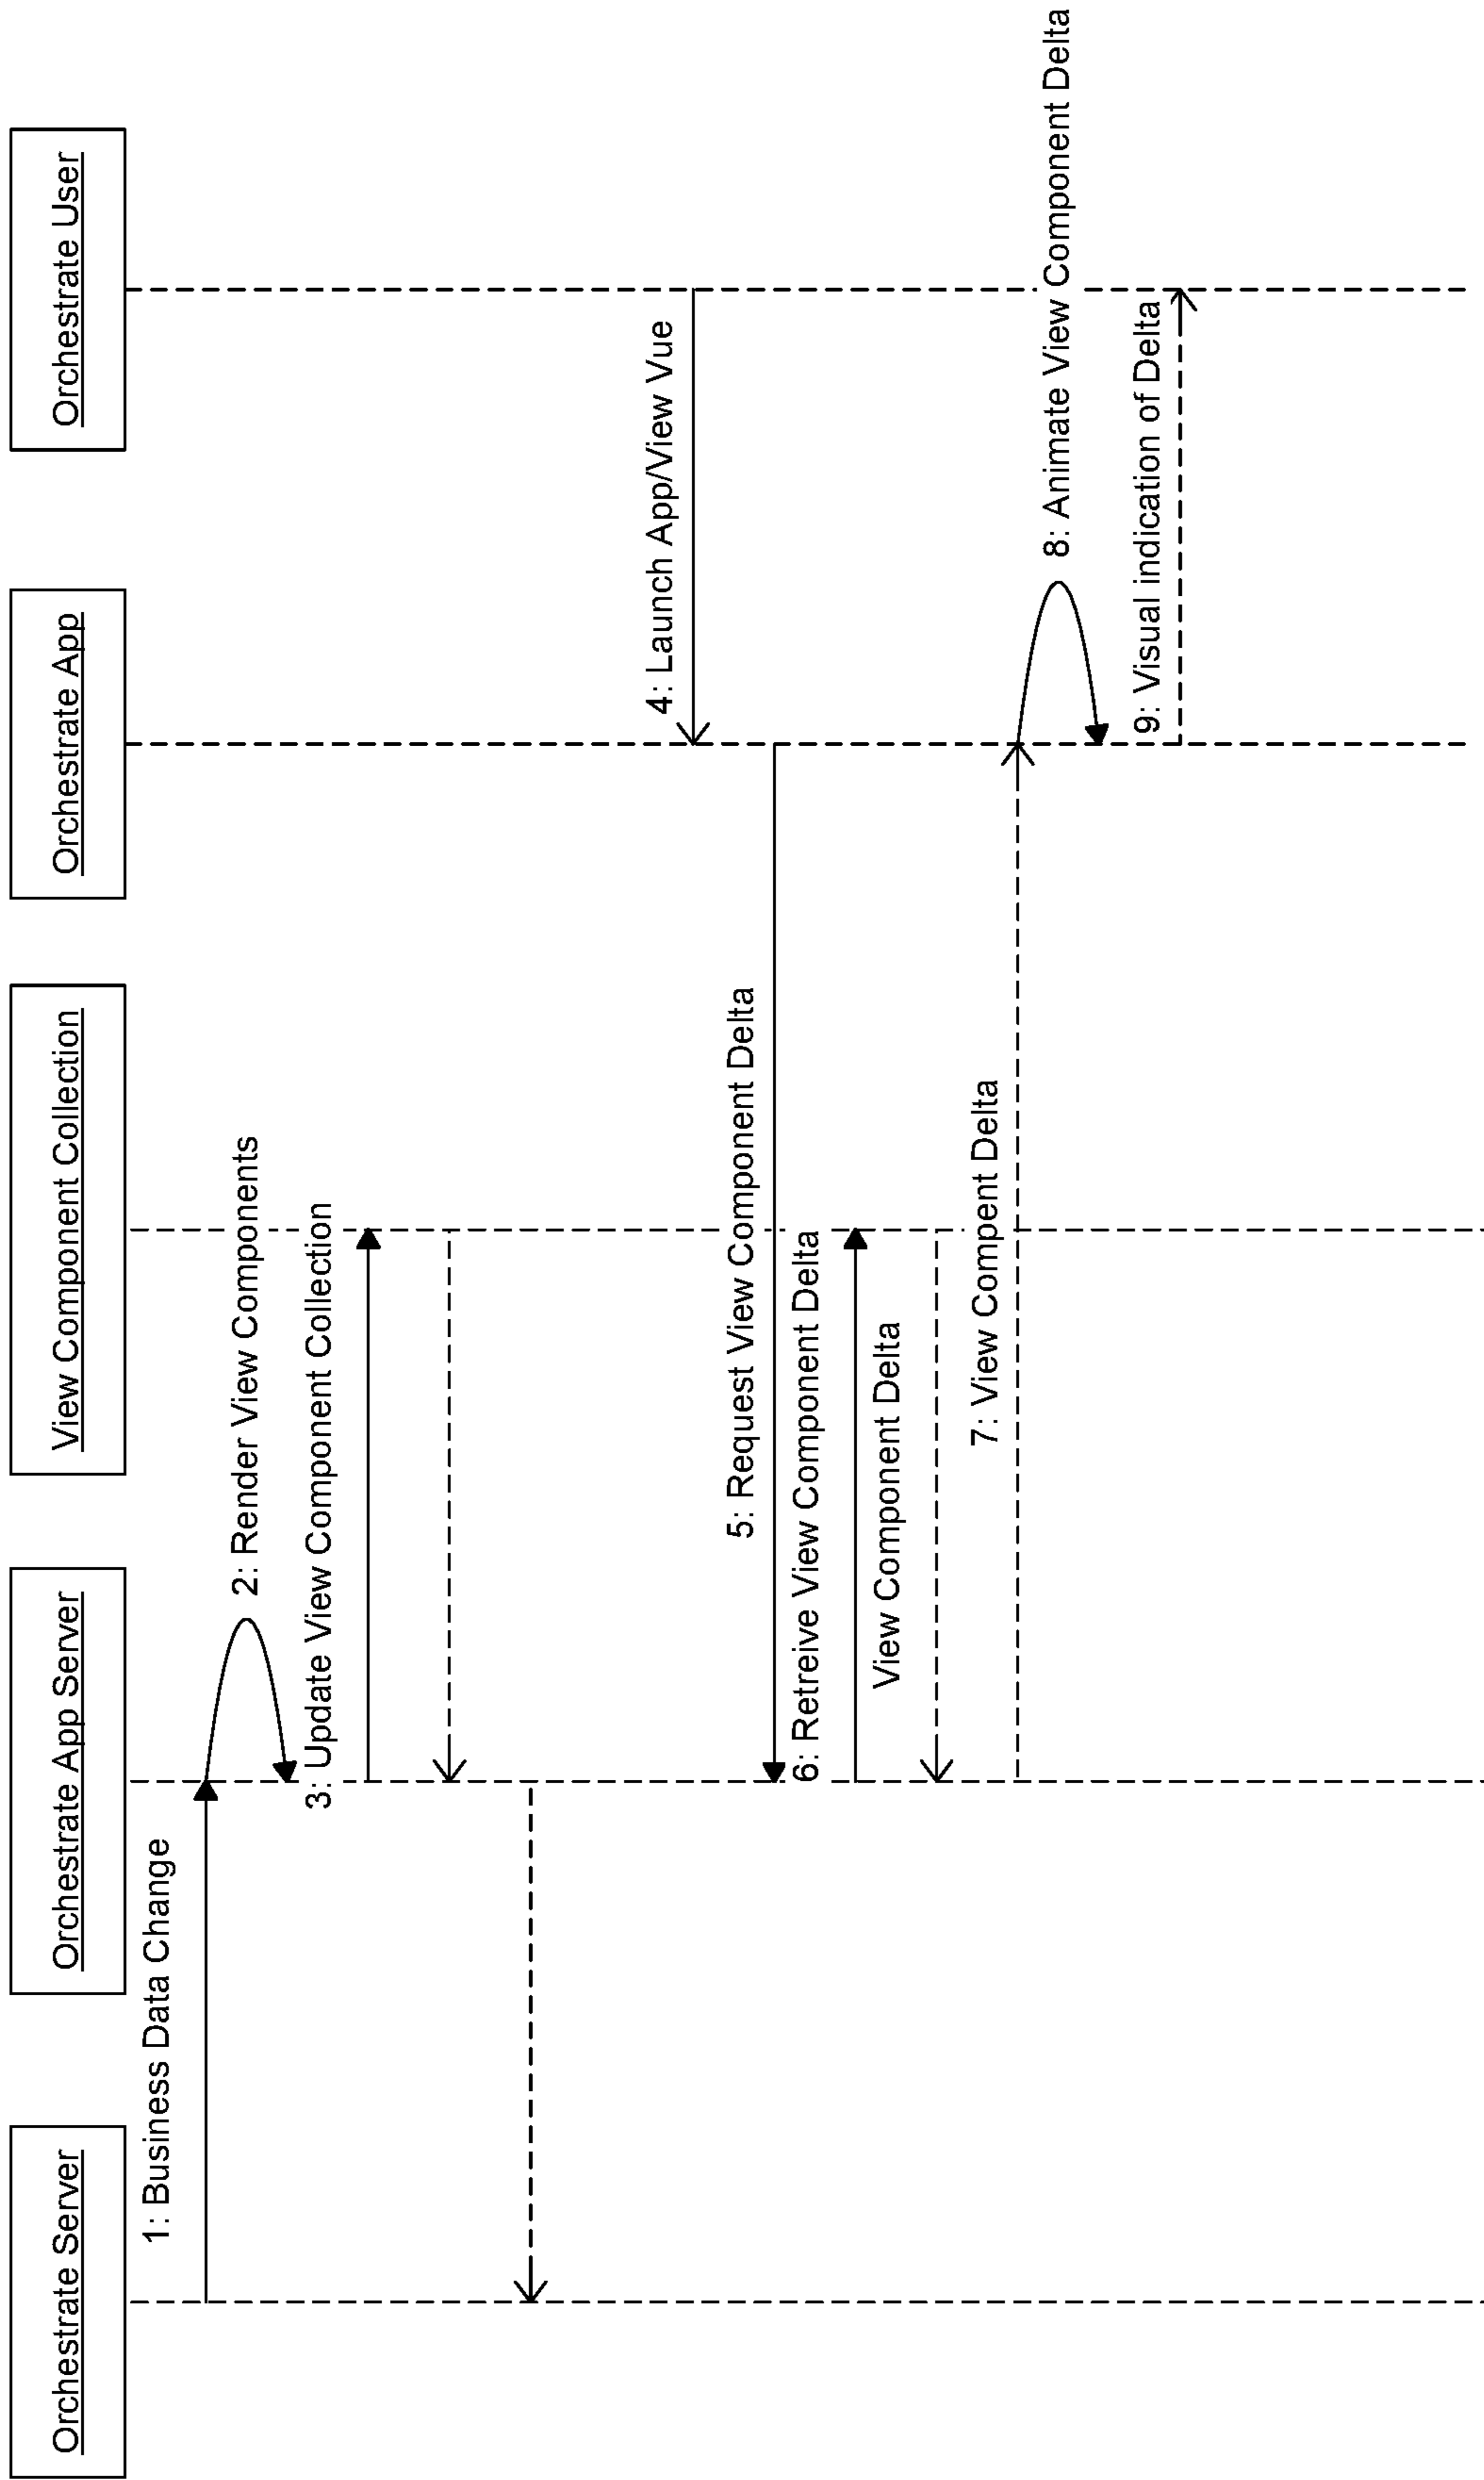 Orchestrate Server
Orchestrate App Server
View Component Collection
Orchestrate App
Orchestrate User
1: Business Data Change
2: Render View Components
3: Update View Component Collection
4: Launch App/View Vue
5: Request View Component Delta
6: Retreive View Component Delta
View Component Delta
7: View Compent Delta
8: Animate View Component Delta
9: Visual indication of Delta